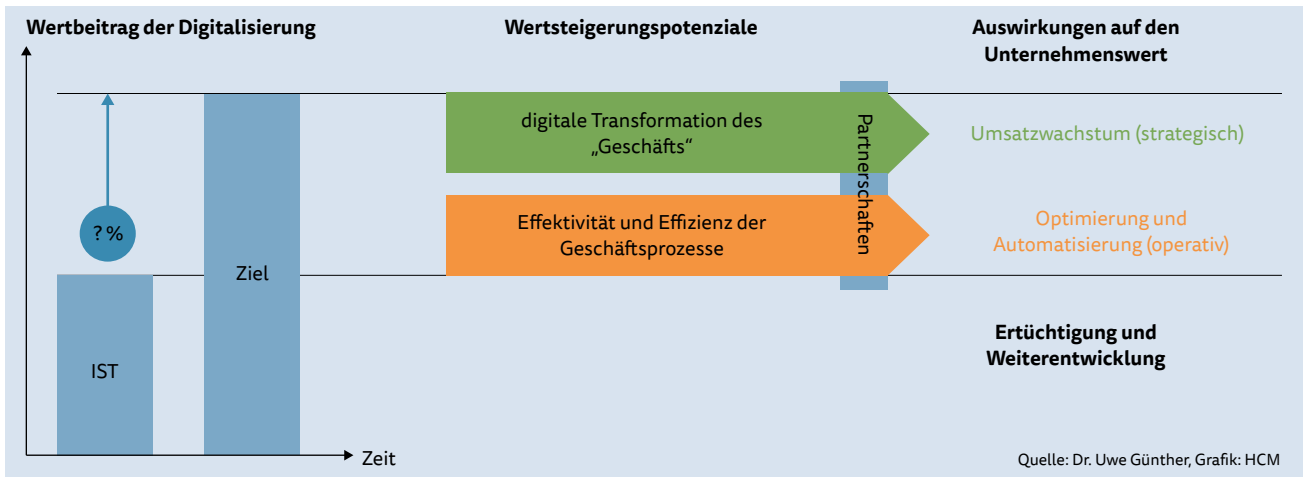 Wertbeitrag der Digitalisierung
Wertsteigerungspotenziale
Auswirkungen auf den
Unternehmenswert
digitale Transformation des
„Geschäfts“
Partnerschaften
Umsatzwachstum (strategisch)
? %
Effektivität und Effizienz der
Geschäftsprozesse
Optimierung und
Automatisierung (operativ)
Ziel
IST
Ertüchtigung und
Weiterentwicklung
Zeit
Quelle: Dr. Uwe Günther, Grafik: HCM